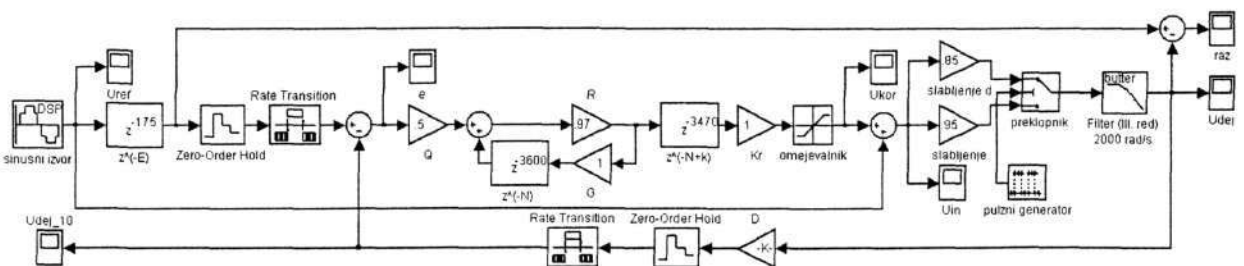 DSP
sinusni izvor
Uref
z^-175
z^(-E)
Zero-Order Hold
Rate Transition
e
.5
Q
R
.97
z^-3600
z^(-N)
1
G
z^-3470
z^(-N+k)
1
Kr
omejevalnik
Ukor
Uin
.85
slabljenje d
.95
slabljenje
preklopnik
pulzni generator
butter
Filter (III. red)
2000 rad/s
raz
Udej
Udej_10
Rate Transition
Zero-Order Hold
D
-K-